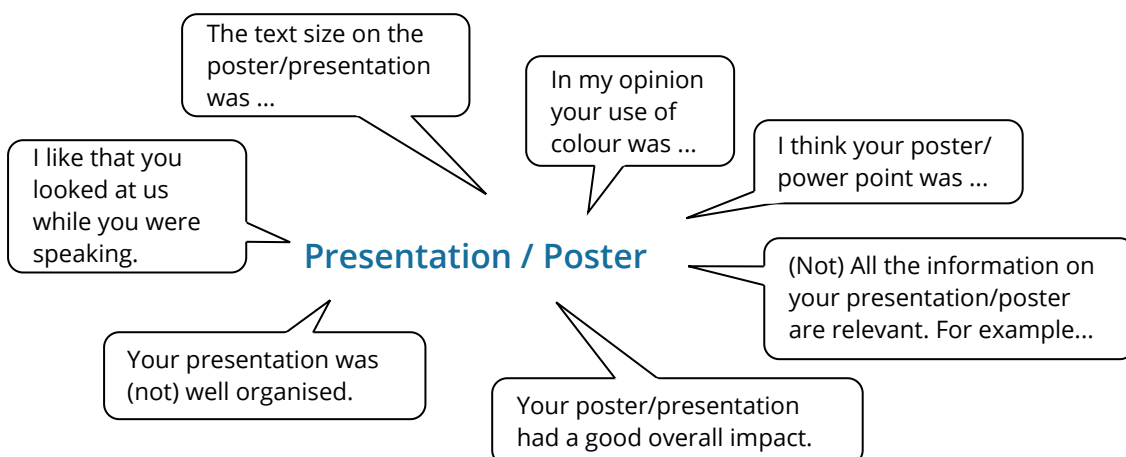 The text size on the
poster/presentation
was ...
In my opinion
your use of
colour was ...
I think your poster/
power point was ...
I like that you
looked at us
while you were
speaking.
Presentation / Poster
(Not) All the information on
your presentation/poster
are relevant. For example...
Your presentation was
(not) well organised.
Your poster/presentation
had a good overall impact.